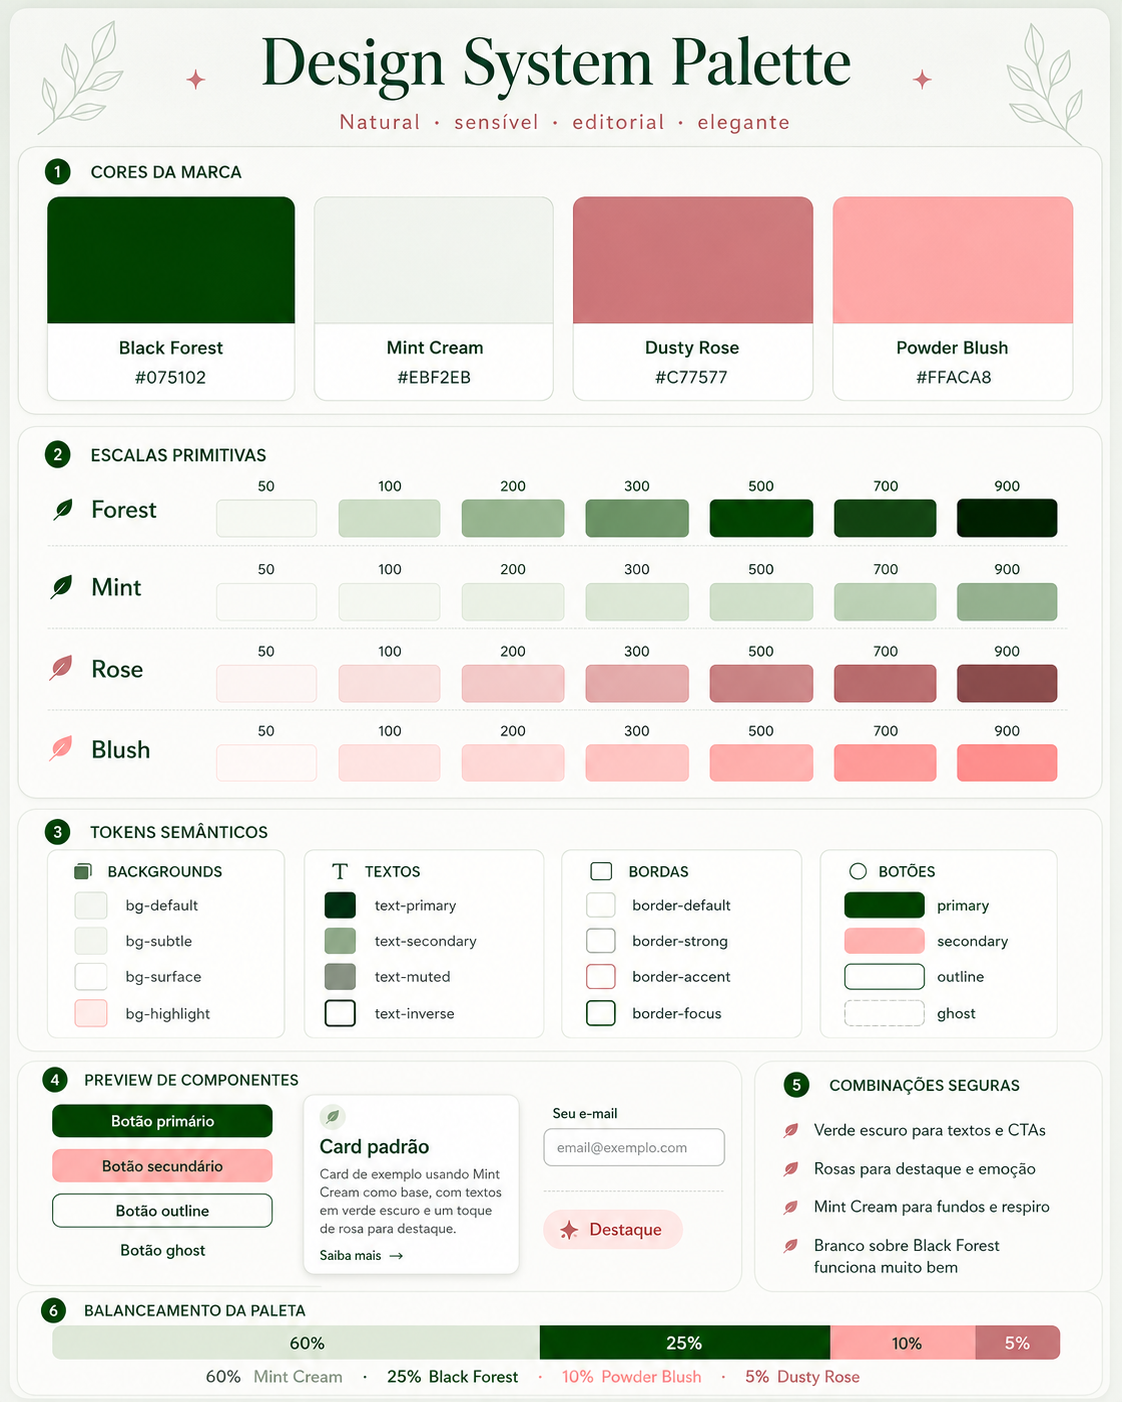 Design System Palette
Natural · sensível · editorial · elegante
1 CORES DA MARCA
Black Forest
#075102
Mint Cream
#EBF2EB
Dusty Rose
#C77577
Powder Blush
#FFACA8
2 ESCALAS PRIMITIVAS
Forest
50 100 200 300 500 700 900
Mint
50 100 200 300 500 700 900
Rose
50 100 200 300 500 700 900
Blush
50 100 200 300 500 700 900
3 TOKENS SEMÂNTICOS
BACKGROUNDS
bg-default
bg-subtle
bg-surface
bg-highlight
T TEXTOS
text-primary
text-secondary
text-muted
text-inverse
BORDAS
border-default
border-strong
border-accent
border-focus
BOTÕES
primary
secondary
outline
ghost
4 PREVIEW DE COMPONENTES
Botão primário
Botão secundário
Botão outline
Botão ghost
Card padrão
Card de exemplo usando Mint
Cream como base, com textos
em verde escuro e um toque
de rosa para destaque.
Saiba mais →
Seu e-mail
email@exemplo.com
Destaque
5 COMBINAÇÕES SEGURAS
Verde escuro para textos e CTAs
Rosas para destaque e emoção
Mint Cream para fundos e respiro
Branco sobre Black Forest
funciona muito bem
6 BALANCEAMENTO DA PALETA
60% 25% 10% 5%
60% Mint Cream · 25% Black Forest · 10% Powder Blush · 5% Dusty Rose